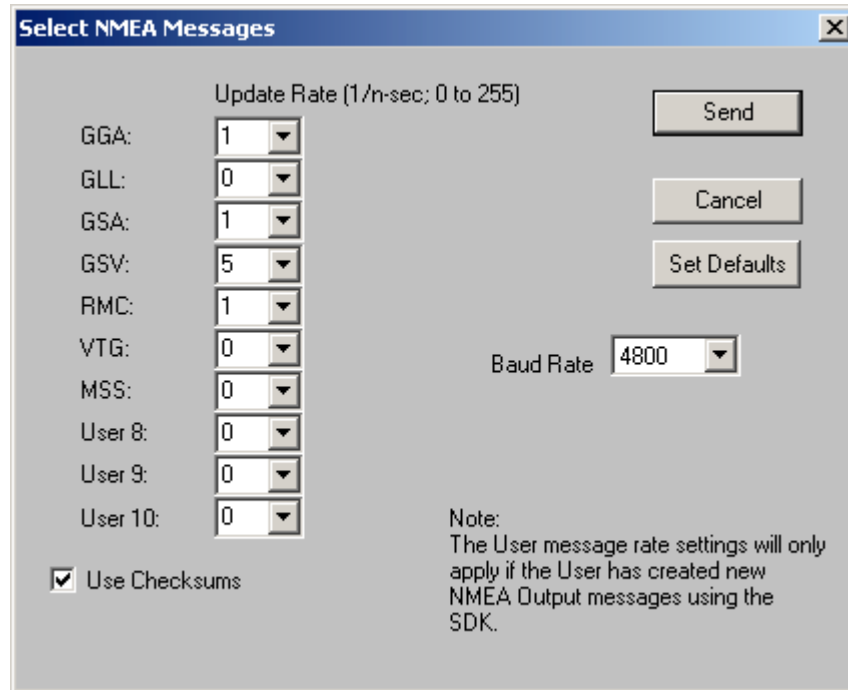 Select NMEA Messages
Update Rate (1/n-sec; 0 to 255)
GGA: 1
GLL: 0
GSA: 1
GSV: 5
RMC: 1
VTG: 0
MSS: 0
User 8: 0
User 9: 0
User 10: 0
Use Checksums
Send
Cancel
Set Defaults
Baud Rate 4800
Note:
The User message rate settings will only
apply if the User has created new
NMEA Output messages using the
SDK.